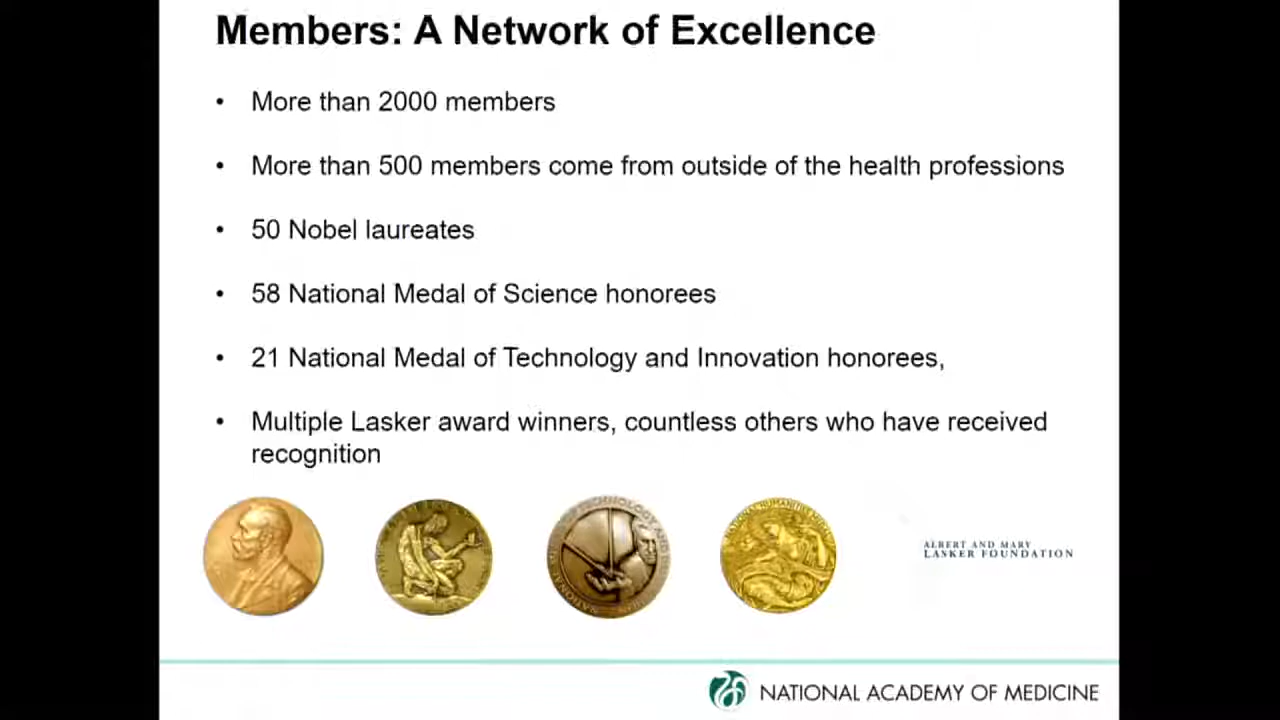 Members: A Network of Excellence
• More than 2000 members
• More than 500 members come from outside of the health professions
• 50 Nobel laureates
• 58 National Medal of Science honorees
• 21 National Medal of Technology and Innovation honorees,
• Multiple Lasker award winners, countless others who have received
recognition
ALBERT AND MARY
LASKER FOUNDATION
NATIONAL ACADEMY OF MEDICINE